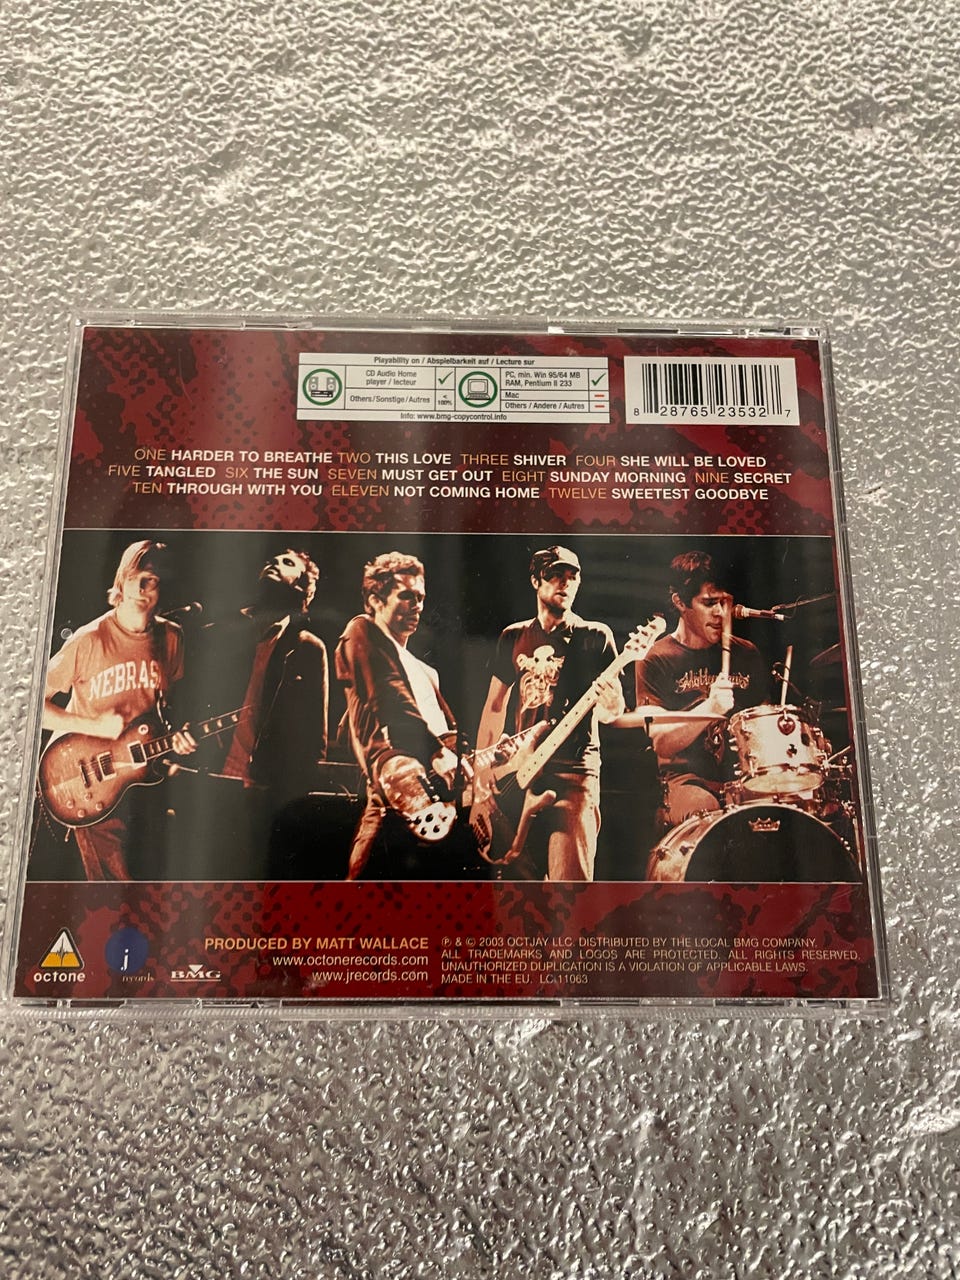 Playability on / Abspielbarkeit auf / Lecture sur
CD Audio Home
player / lecteur
Others/Sonstige/Autres
<
100%
PC, min. Win 95/64 MB
RAM, Pentium II 233
Mac
Others / Andere / Autres
Info: www.bmg-copycontrol.info
8 28765 23532 7
ONE HARDER TO BREATHE TWO THIS LOVE THREE SHIVER FOUR SHE WILL BE LOVED
FIVE TANGLED SIX THE SUN SEVEN MUST GET OUT EIGHT SUNDAY MORNING NINE SECRET
TEN THROUGH WITH YOU ELEVEN NOT COMING HOME TWELVE SWEETEST GOODBYE
NEBRAS
octone
j
records
BMG
PRODUCED BY MATT WALLACE
www.octonerecords.com
www.jrecords.com
℗ & © 2003 OCTJAY LLC. DISTRIBUTED BY THE LOCAL BMG COMPANY.
ALL TRADEMARKS AND LOGOS ARE PROTECTED. ALL RIGHTS RESERVED.
UNAUTHORIZED DUPLICATION IS A VIOLATION OF APPLICABLE LAWS.
MADE IN THE EU. LC 11063